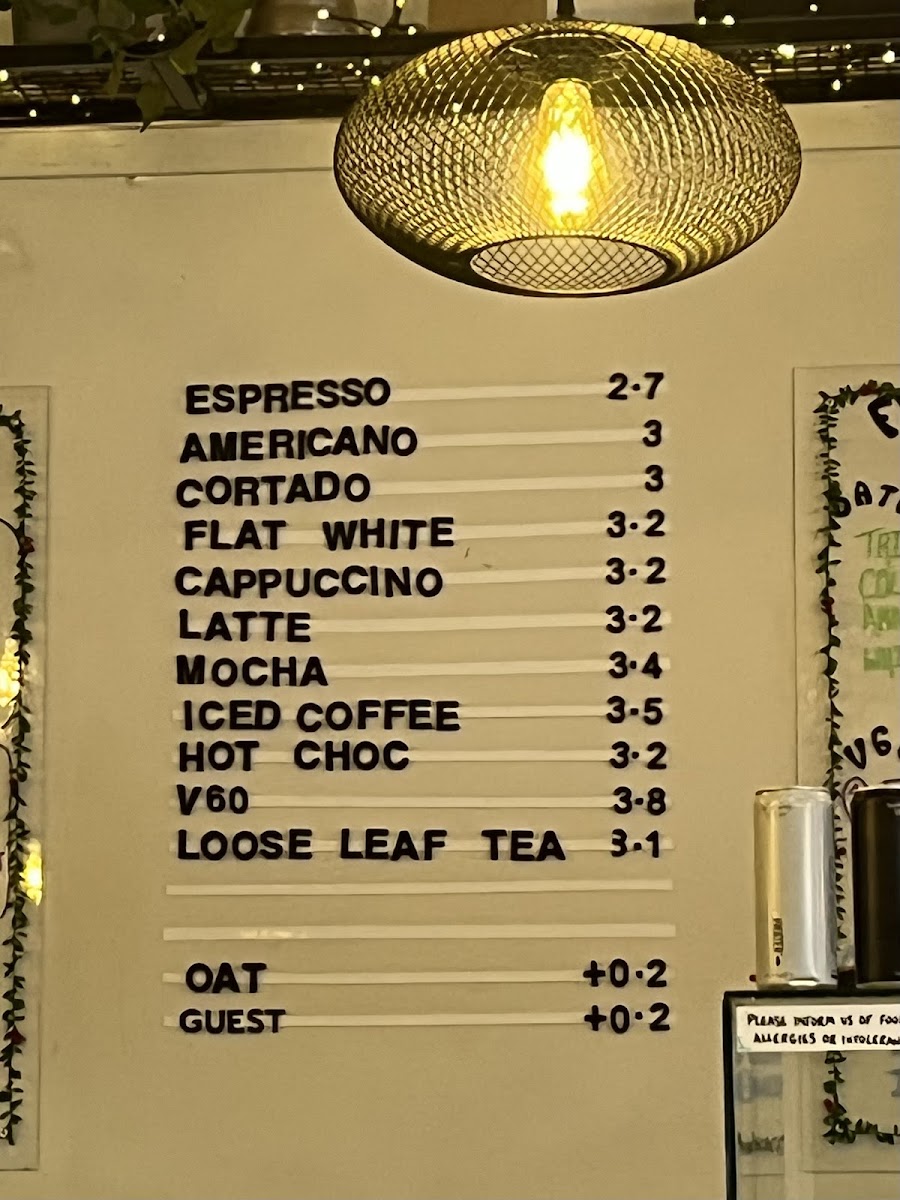 ESPRESSO 2.7
AMERICANO 3
CORTADO 3
FLAT WHITE 3.2
CAPPUCCINO 3.2
LATTE 3.2
MOCHA 3.4
ICED COFFEE 3.5
HOT CHOC 3.2
V60 3.8
LOOSE LEAF TEA 3.1
OAT +0.2
GUEST +0.2
PLEASE INFORM US OF
ALLERGIES OR